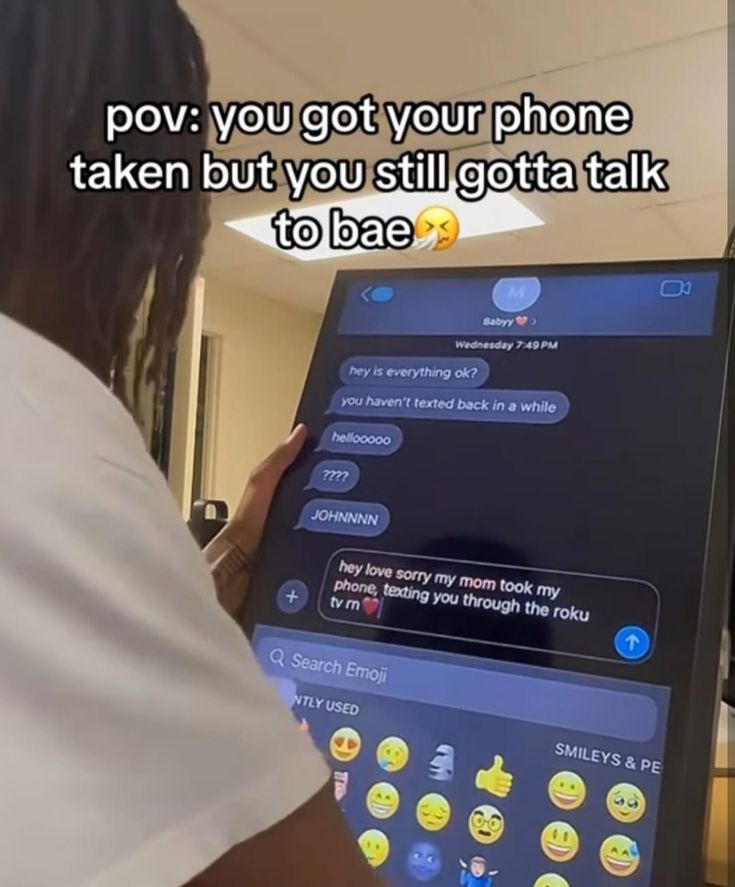 pov: you got your phone
taken but you still gotta talk
to bae🤧
M
Babyy❤️ >
Wednesday 7:49 PM
hey is everything ok?
you haven't texted back in a while
hellooooo
????
JOHNNNN
hey love sorry my mom took my
phone, texting you through the roku
tv rn❤️
Search Emoji
NTLY USED
SMILEYS & PE